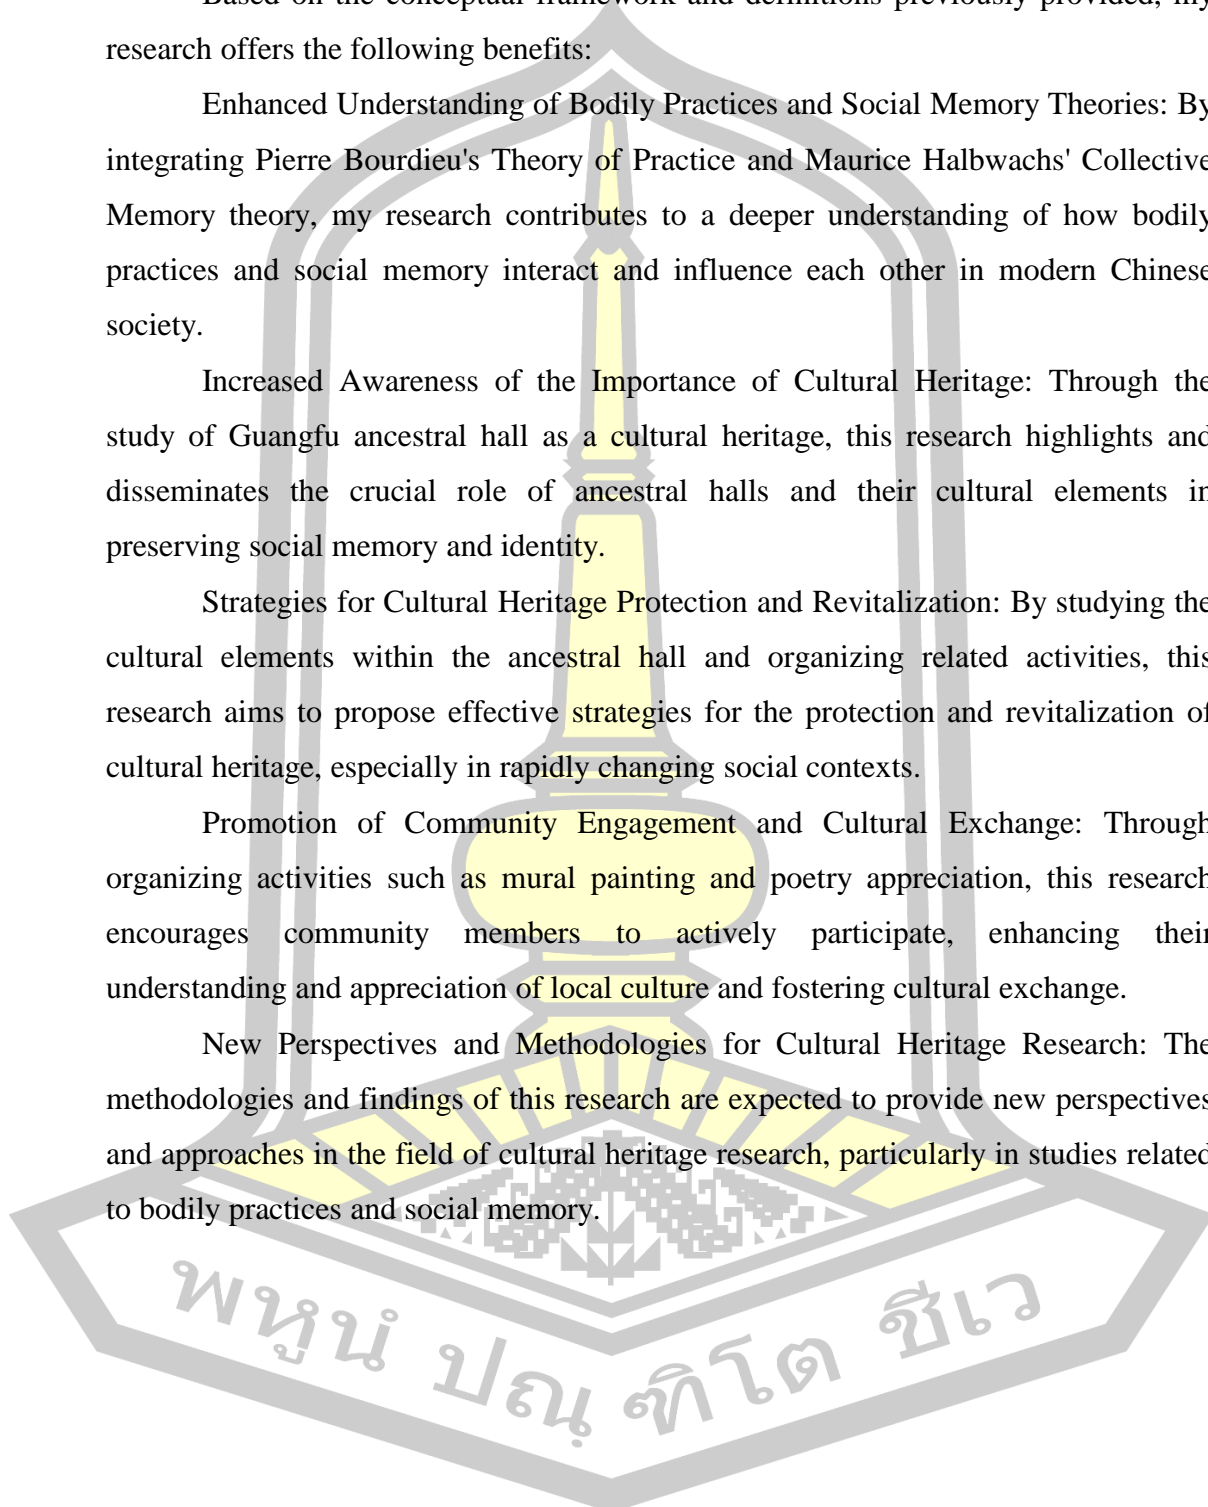 Based on the conceptual framework and definitions previously provided, my
research offers the following benefits:
Enhanced Understanding of Bodily Practices and Social Memory Theories: By
integrating Pierre Bourdieu's Theory of Practice and Maurice Halbwachs' Collective
Memory theory, my research contributes to a deeper understanding of how bodily
practices and social memory interact and influence each other in modern Chinese
society.
Increased Awareness of the Importance of Cultural Heritage: Through the
study of Guangfu ancestral hall as a cultural heritage, this research highlights and
disseminates the crucial role of ancestral halls and their cultural elements in
preserving social memory and identity.
Strategies for Cultural Heritage Protection and Revitalization: By studying the
cultural elements within the ancestral hall and organizing related activities, this
research aims to propose effective strategies for the protection and revitalization of
cultural heritage, especially in rapidly changing social contexts.
Promotion of Community Engagement and Cultural Exchange: Through
organizing activities such as mural painting and poetry appreciation, this research
encourages community members to actively participate, enhancing their
understanding and appreciation of local culture and fostering cultural exchange.
New Perspectives and Methodologies for Cultural Heritage Research: The
methodologies and findings of this research are expected to provide new perspectives
and approaches in the field of cultural heritage research, particularly in studies related
to bodily practices and social memory.
พหูนํ ปณฺฑิโต ชีเว